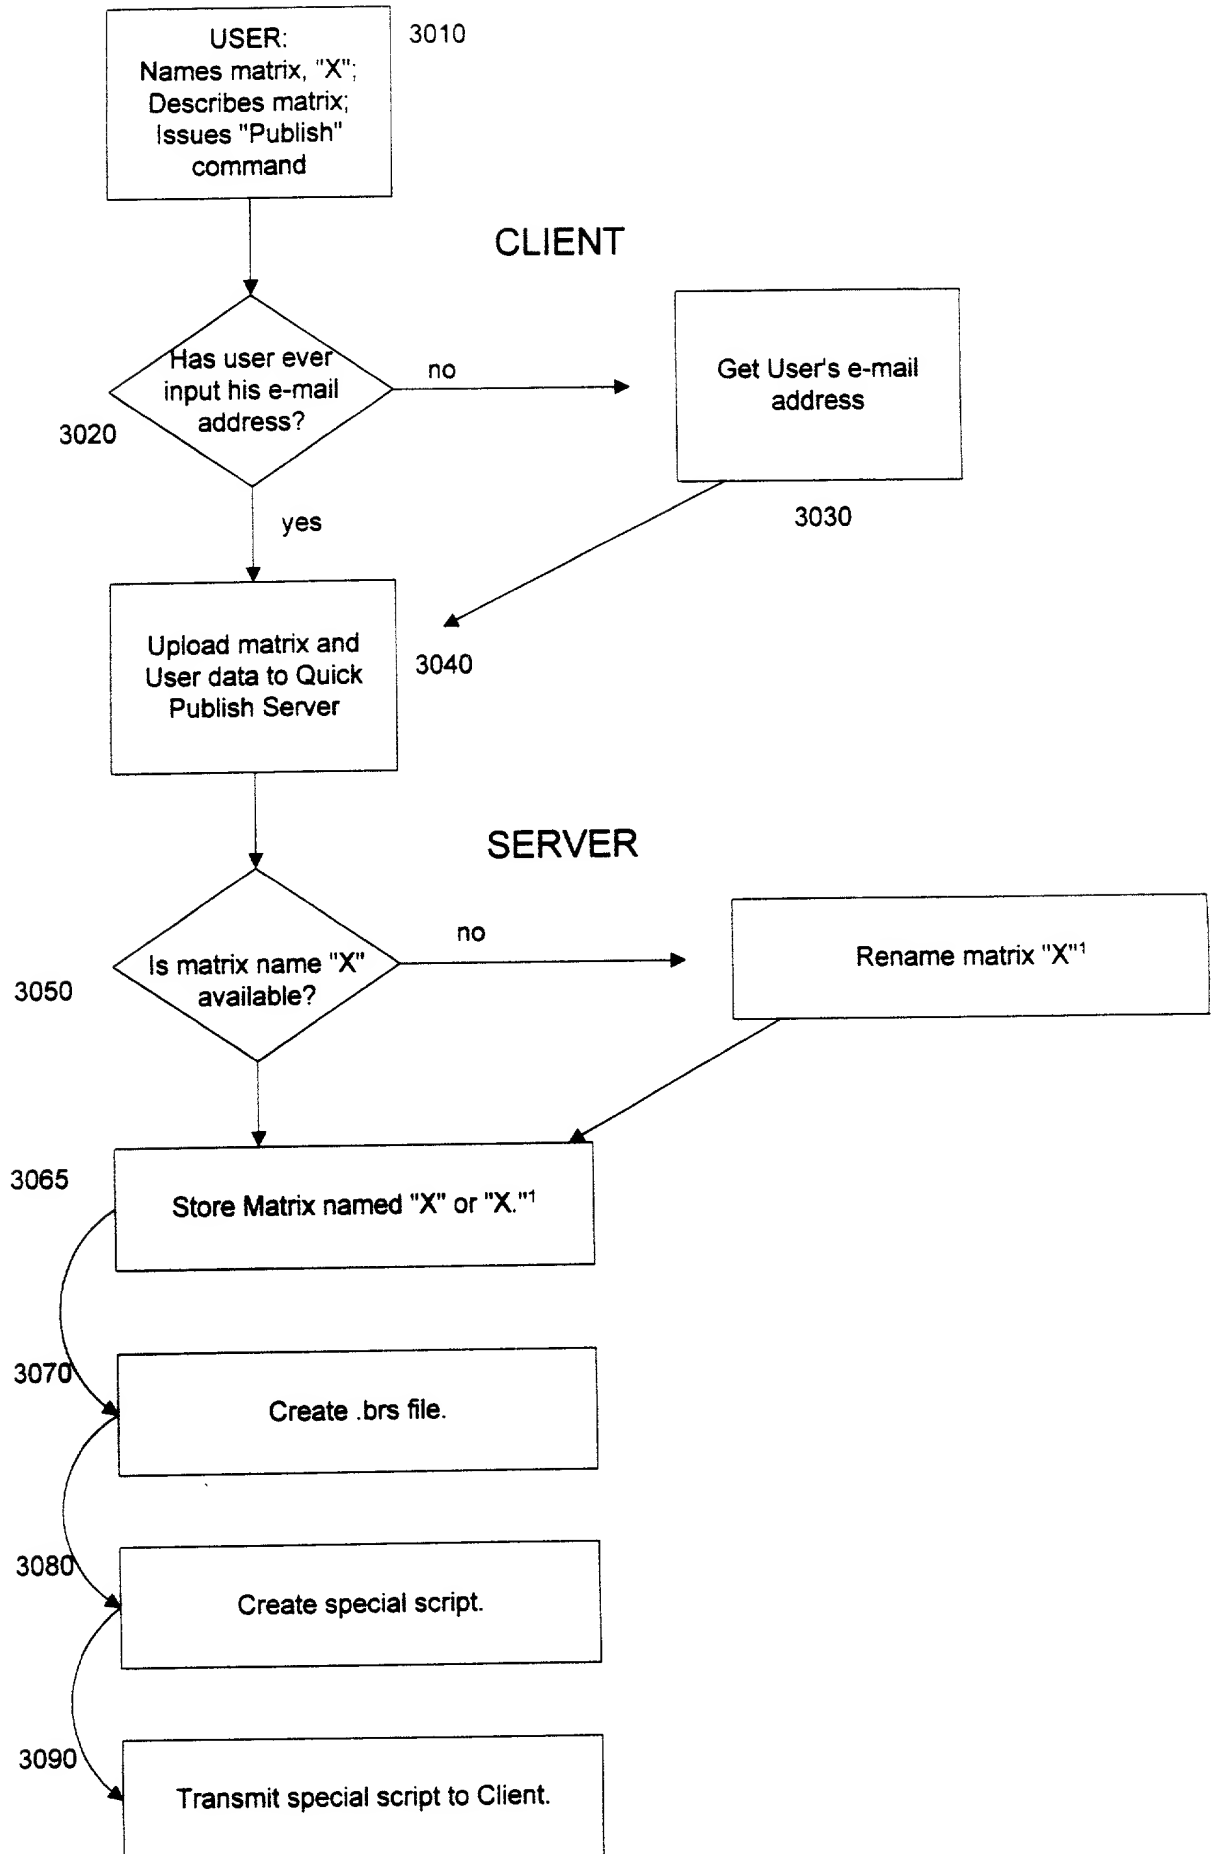 USER:
Names matrix, "X";
Describes matrix;
Issues "Publish"
command
3010
CLIENT
Has user ever
input his e-mail
address?
3020
no
Get User's e-mail
address
3030
yes
Upload matrix and
User data to Quick
Publish Server
3040
SERVER
Is matrix name "X"
available?
3050
no
Rename matrix "X"¹
3065
Store Matrix named "X" or "X."¹
3070
Create .brs file.
3080
Create special script.
3090
Transmit special script to Client.